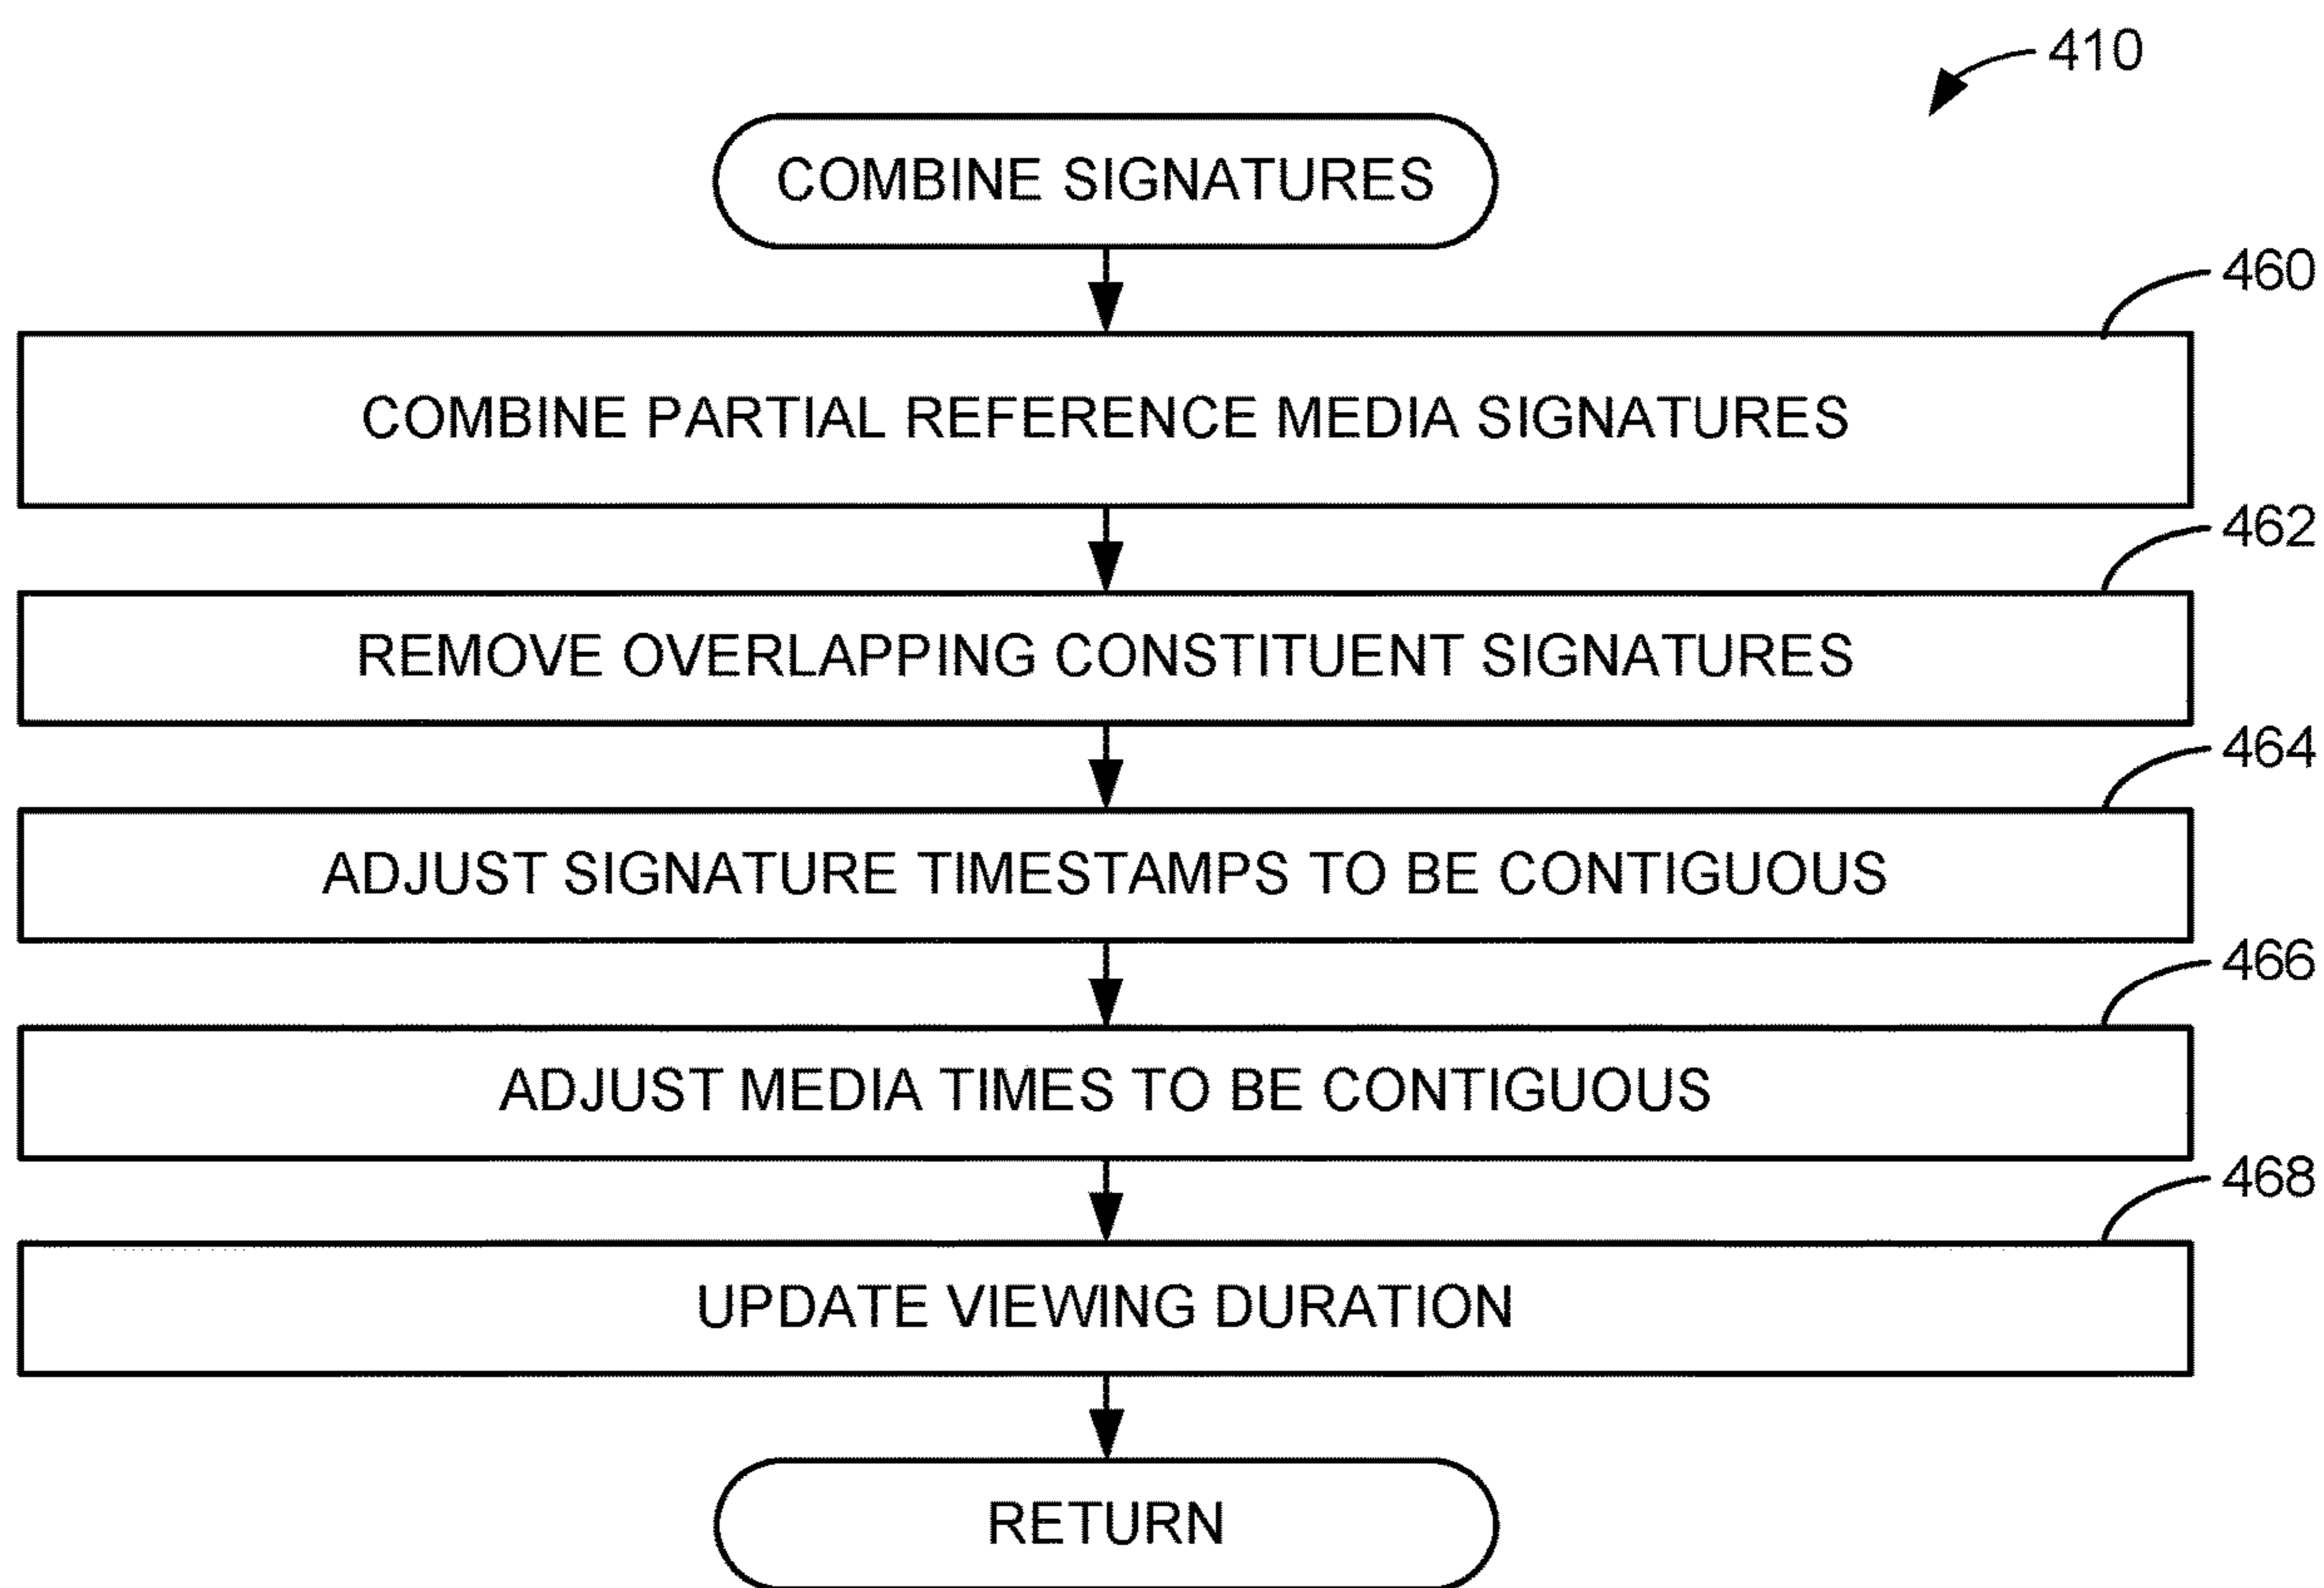 410
COMBINE SIGNATURES
460
COMBINE PARTIAL REFERENCE MEDIA SIGNATURES
462
REMOVE OVERLAPPING CONSTITUENT SIGNATURES
464
ADJUST SIGNATURE TIMESTAMPS TO BE CONTIGUOUS
466
ADJUST MEDIA TIMES TO BE CONTIGUOUS
468
UPDATE VIEWING DURATION
RETURN